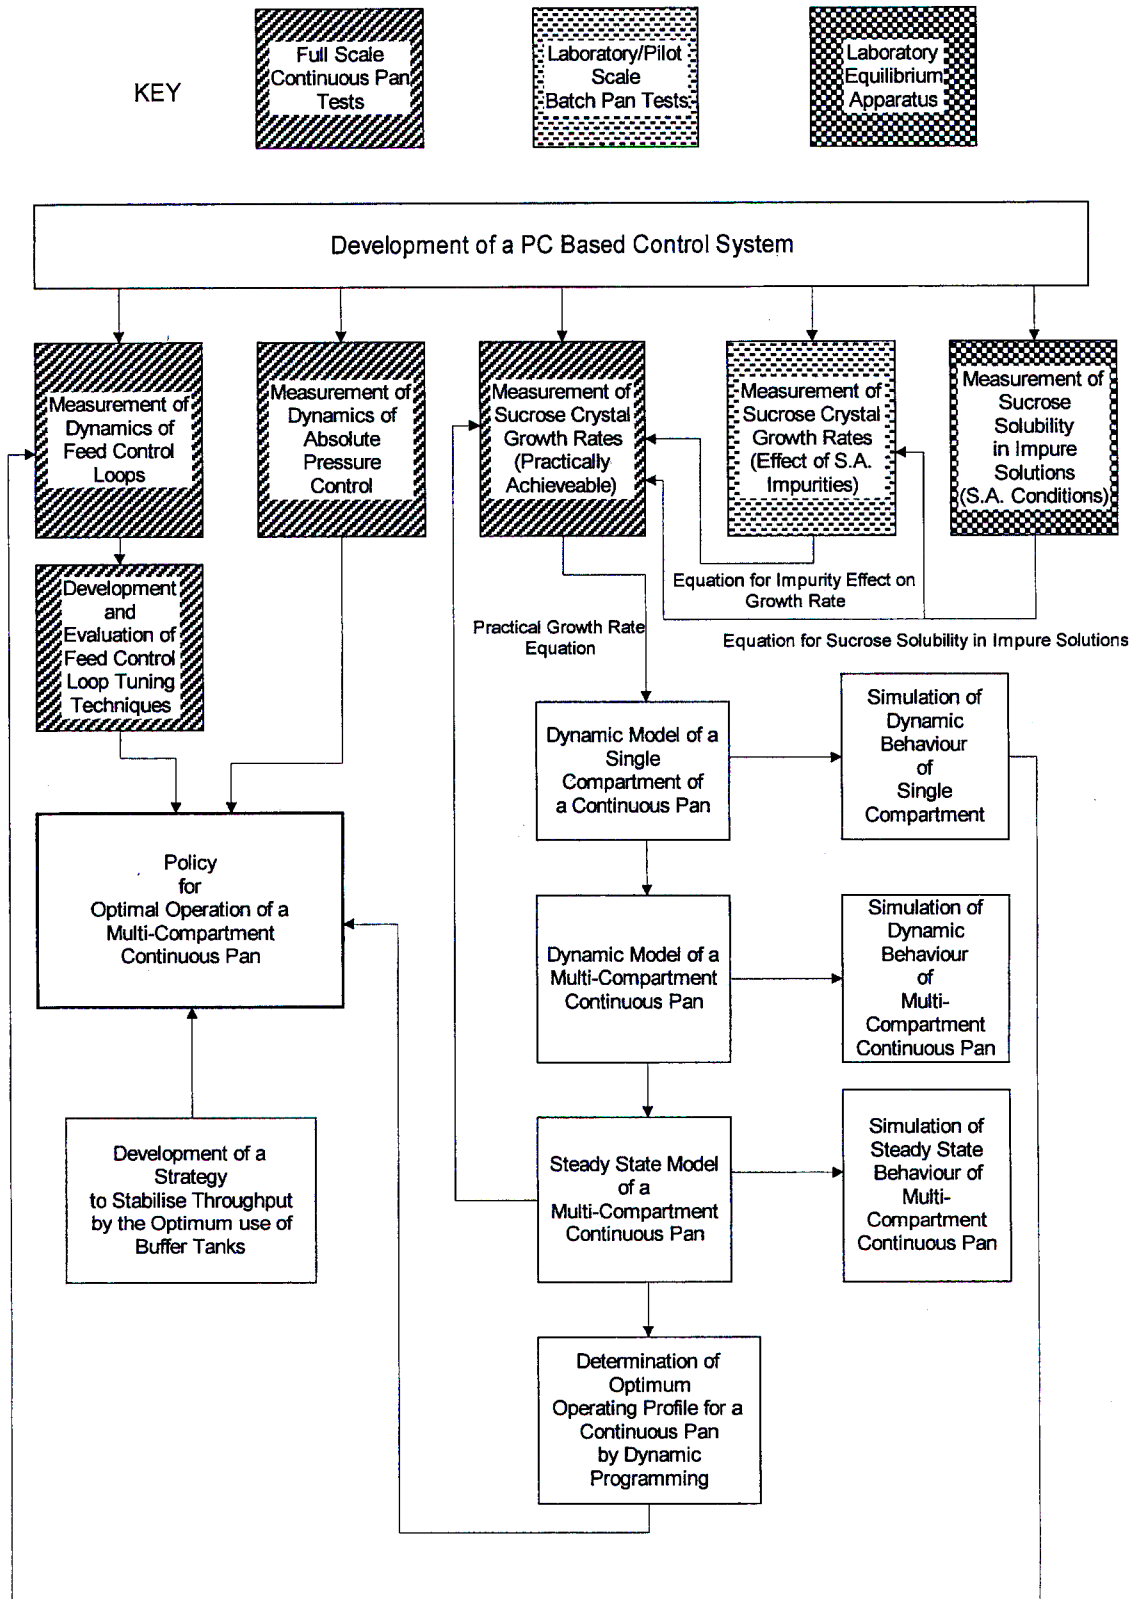 KEY
Full Scale
Continuous Pan
Tests
Laboratory/Pilot
Scale
Batch Pan Tests
Laboratory
Equilibrium
Apparatus
Development of a PC Based Control System
Measurement of
Dynamics of
Feed Control
Loops
Measurement of
Dynamics of
Absolute
Pressure
Control
Measurement of
Sucrose Crystal
Growth Rates
(Practically
Achieveable)
Measurement of
Sucrose Crystal
Growth Rates
(Effect of S.A.
Impurities)
Measurement of
Sucrose
Solubility
in Impure
Solutions
(S.A. Conditions)
Development
and
Evaluation of
Feed Control
Loop Tuning
Techniques
Equation for Impurity Effect on
Growth Rate
Practical Growth Rate
Equation
Equation for Sucrose Solubility in Impure Solutions
Dynamic Model of a
Single
Compartment of
a Continuous Pan
Simulation of
Dynamic
Behaviour
of
Single
Compartment
Policy
for
Optimal Operation of a
Multi-Compartment
Continuous Pan
Dynamic Model of a
Multi-Compartment
Continuous Pan
Simulation of
Dynamic
Behaviour
of
Multi-
Compartment
Continuous Pan
Development of a
Strategy
to Stabilise Throughput
by the Optimum use of
Buffer Tanks
Steady State Model
of a
Multi-Compartment
Continuous Pan
Simulation of
Steady State
Behaviour of
Multi-
Compartment
Continuous Pan
Determination of
Optimum
Operating Profile for a
Continuous Pan
by Dynamic
Programming